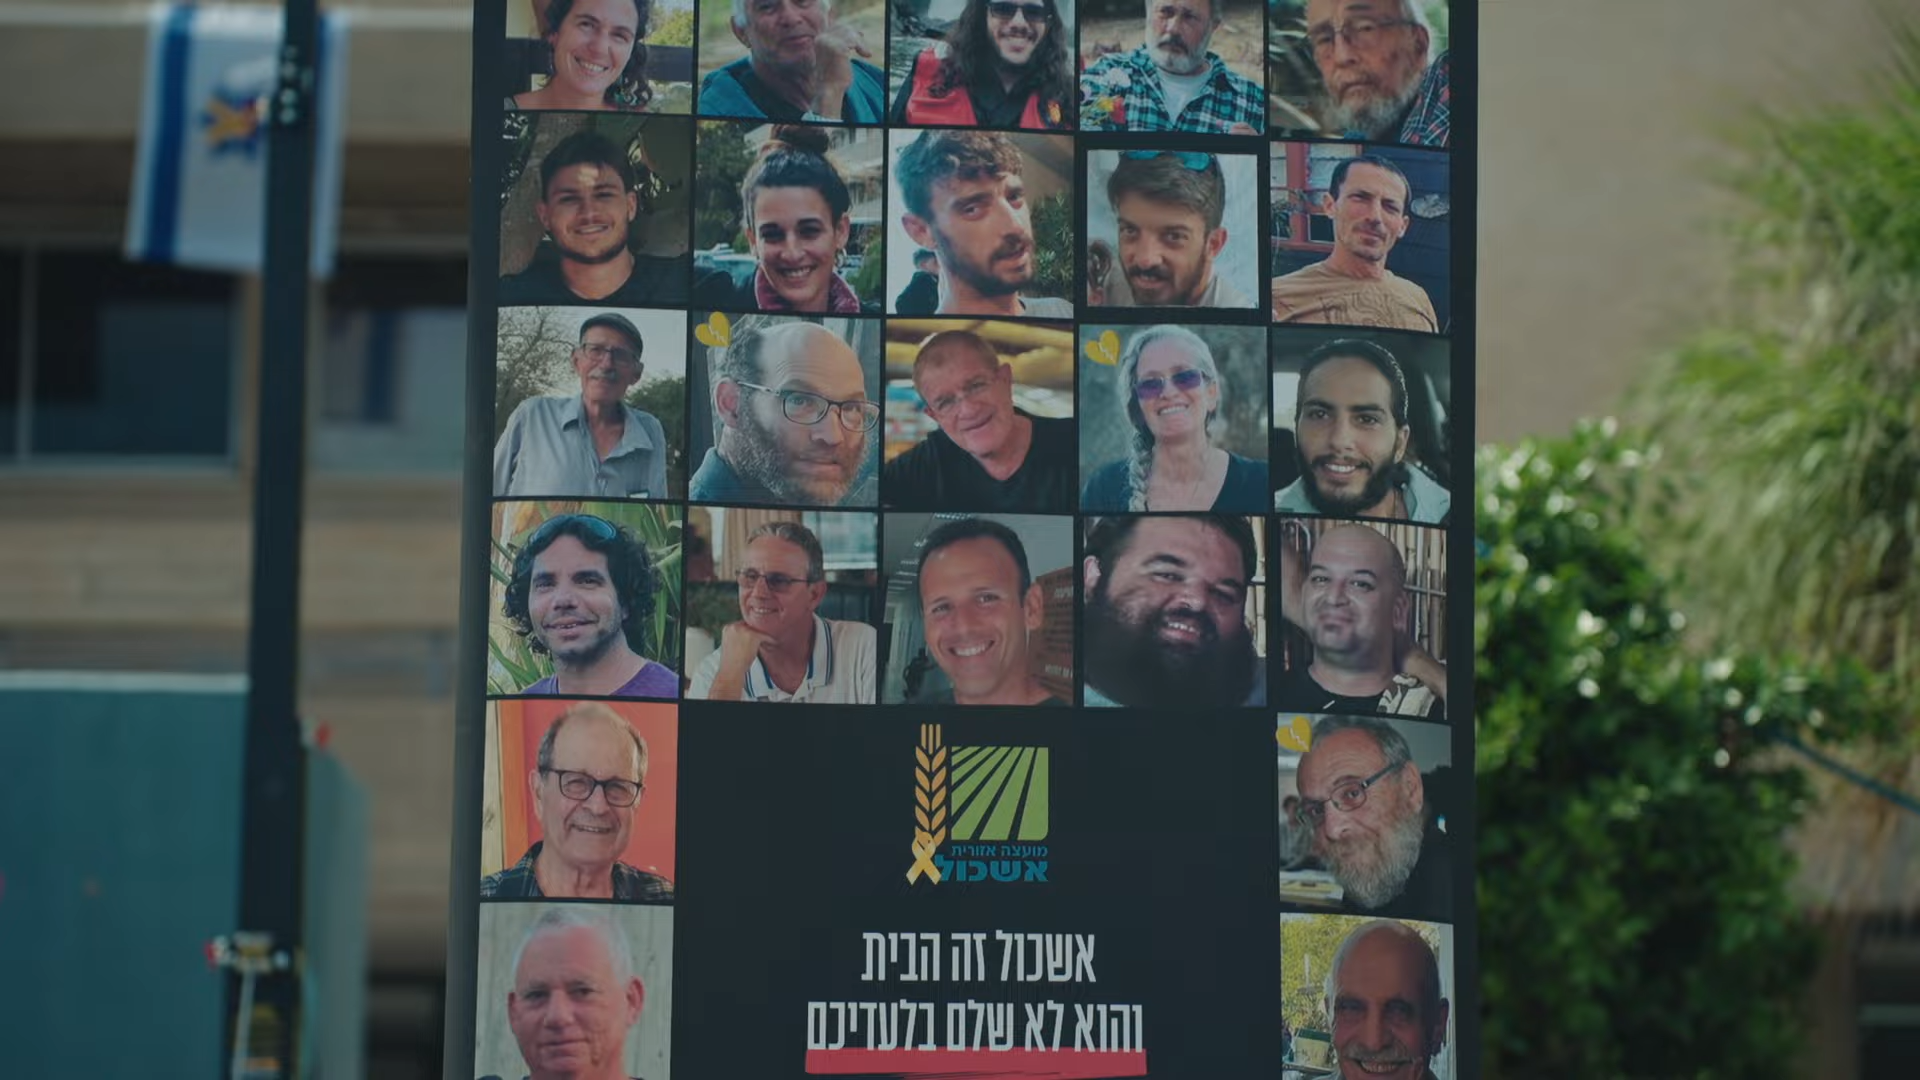 מועצה אזורית
אשכול
אשכול זה הבית
והוא לא שלם בלעדיכם